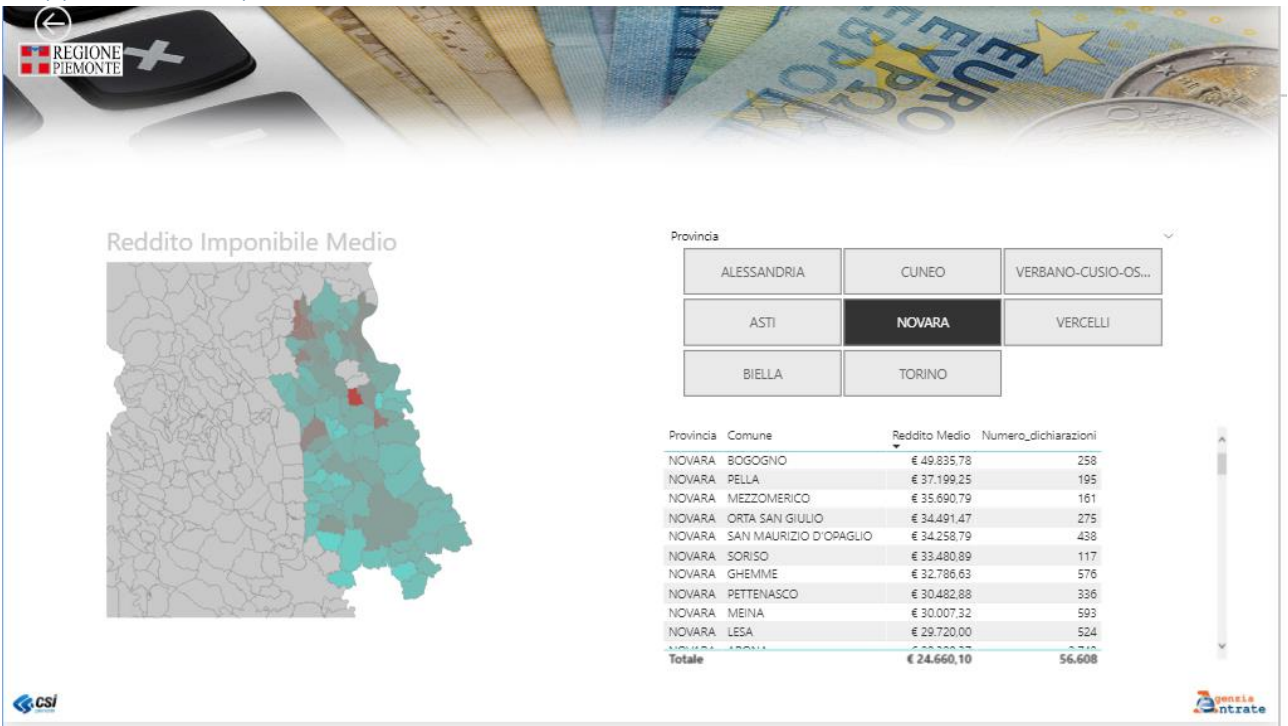 REGIONE
PIEMONTE
EURO
ΕΥΡΩ
Reddito Imponibile Medio
Provincia
ALESSANDRIA CUNEO VERBANO-CUSIO-OS...
ASTI NOVARA VERCELLI
BIELLA TORINO
Provincia Comune Reddito Medio Numero_dichiarazioni
NOVARA BOGOGNO € 49.835,78 258
NOVARA PELLA € 37.199,25 195
NOVARA MEZZOMERICO € 35.690,79 161
NOVARA ORTA SAN GIULIO € 34.491,47 275
NOVARA SAN MAURIZIO D'OPAGLIO € 34.258,79 438
NOVARA SORISO € 33.480,89 117
NOVARA GHEMME € 32.786,63 576
NOVARA PETTENASCO € 30.482,88 336
NOVARA MEINA € 30.007,32 593
NOVARA LESA € 29.720,00 524
Totale € 24.660,10 56.608
csi
genzia
ntrate